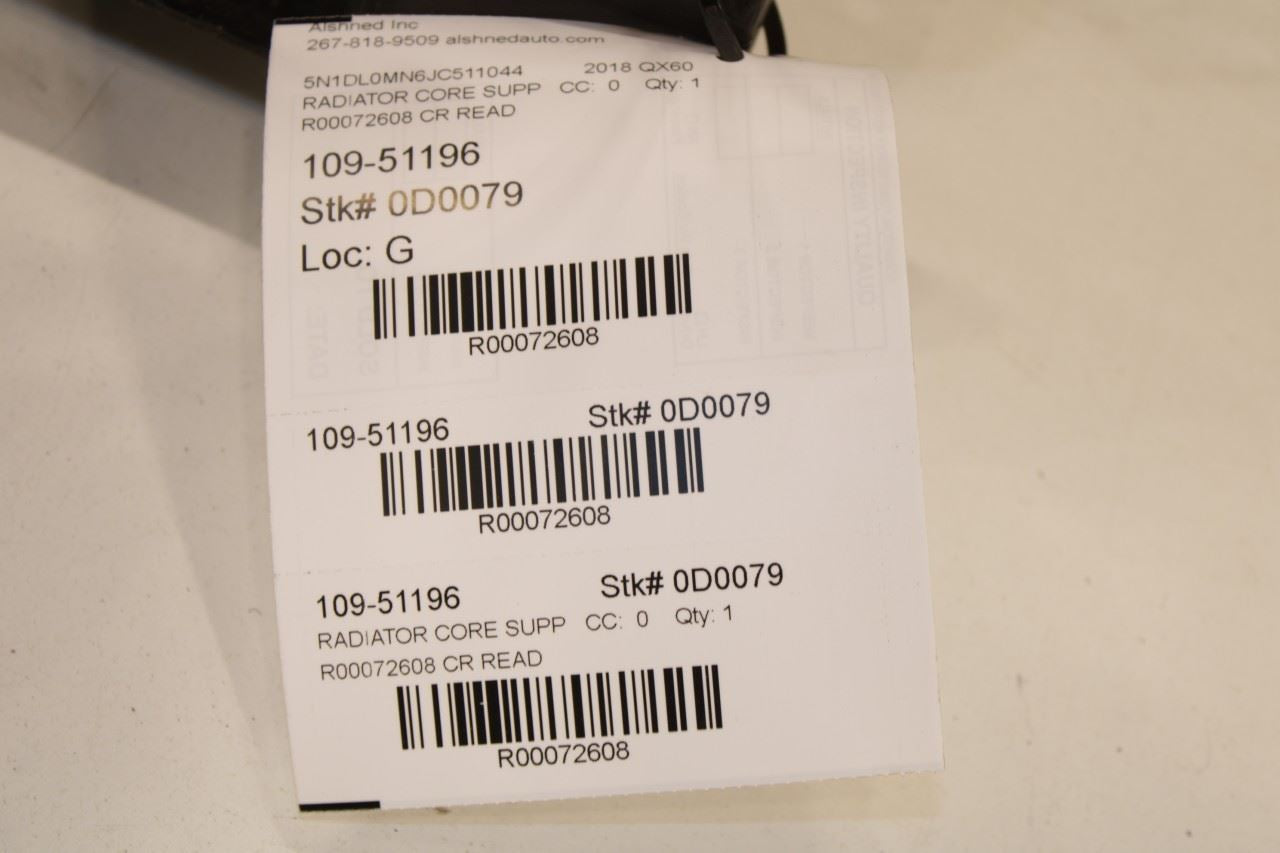 Alshned Inc
267-818-9509 alshnedauto.com
5N1DL0MN6JC511044 2018 QX60
RADIATOR CORE SUPP CC: 0 Qty: 1
R00072608 CR READ
109-51196
Stk# 0D0079
Loc: G
R00072608
109-51196 Stk# 0D0079
R00072608
109-51196 Stk# 0D0079
RADIATOR CORE SUPP CC: 0 Qty: 1
R00072608 CR READ
R00072608